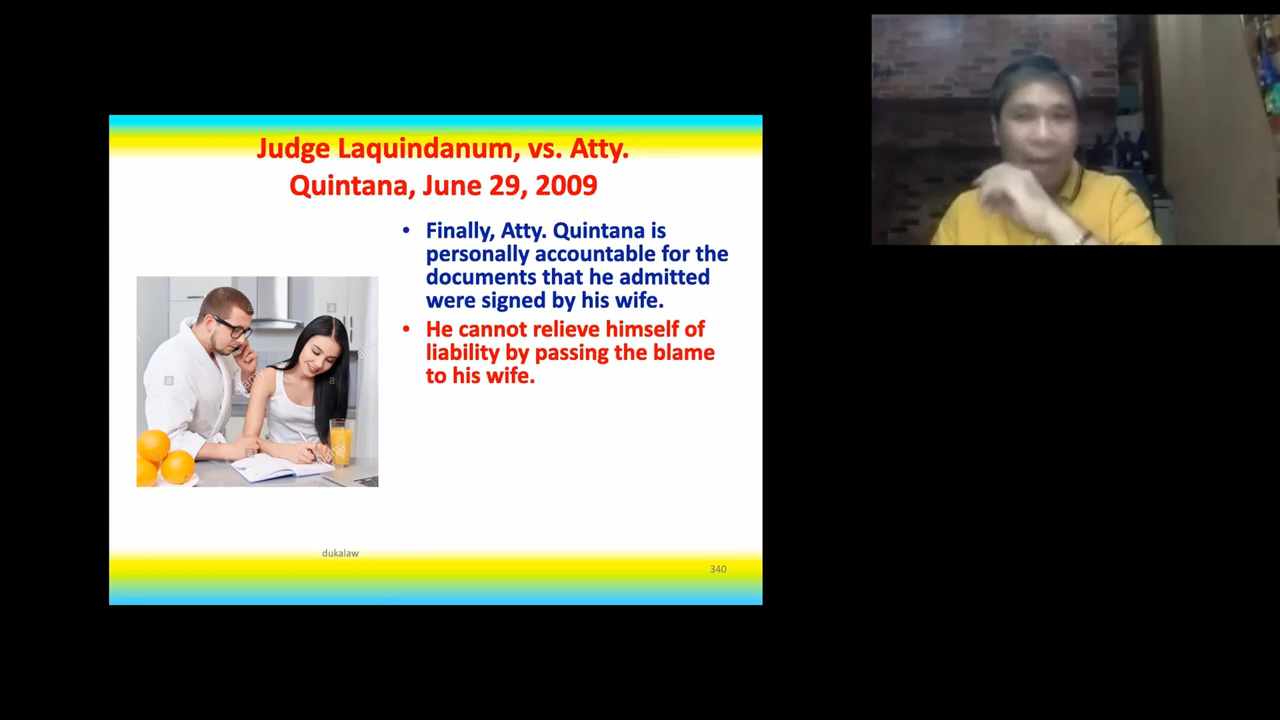 Judge Laquindanum, vs. Atty.
Quintana, June 29, 2009
• Finally, Atty. Quintana is
personally accountable for the
documents that he admitted
were signed by his wife.
• He cannot relieve himself of
liability by passing the blame
to his wife.
dukalaw
340